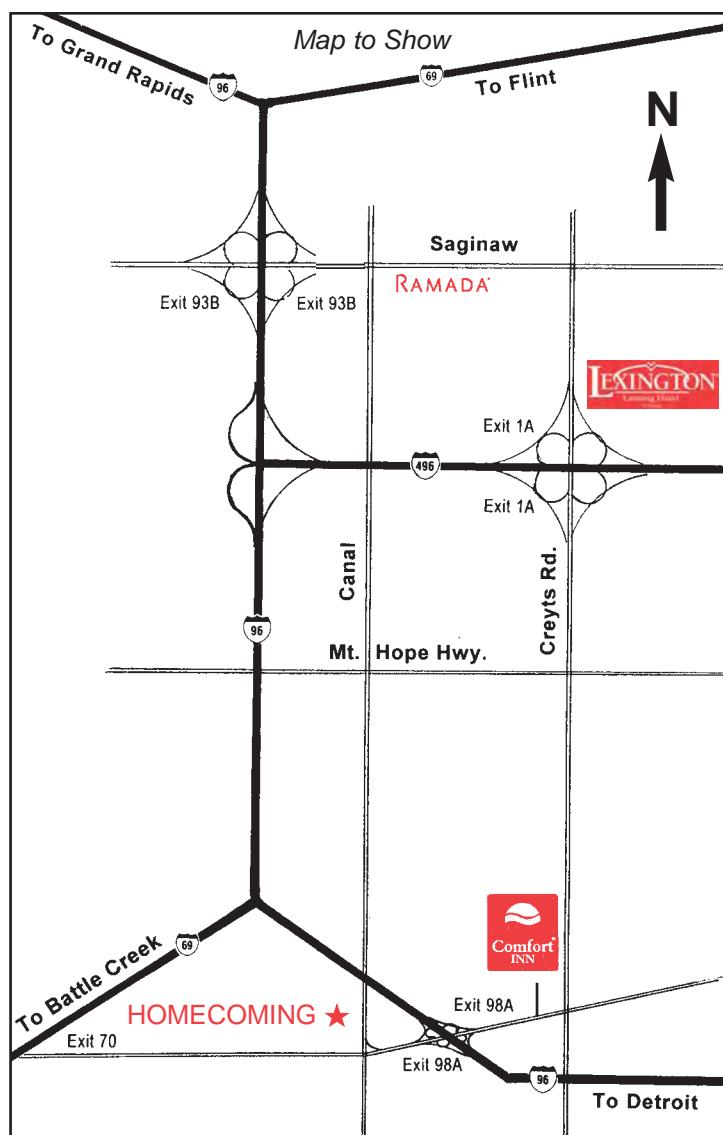 Map to Show
To Grand Rapids
96
69
To Flint
N
Saginaw
RAMADA
Exit 93B
Exit 93B
LEXINGTON
Lansing Hotel
Exit 1A
496
Exit 1A
Canal
Creyts Rd.
96
Mt. Hope Hwy.
Comfort
INN
69
To Battle Creek
HOMECOMING
Exit 98A
Exit 70
Exit 98A
96
To Detroit